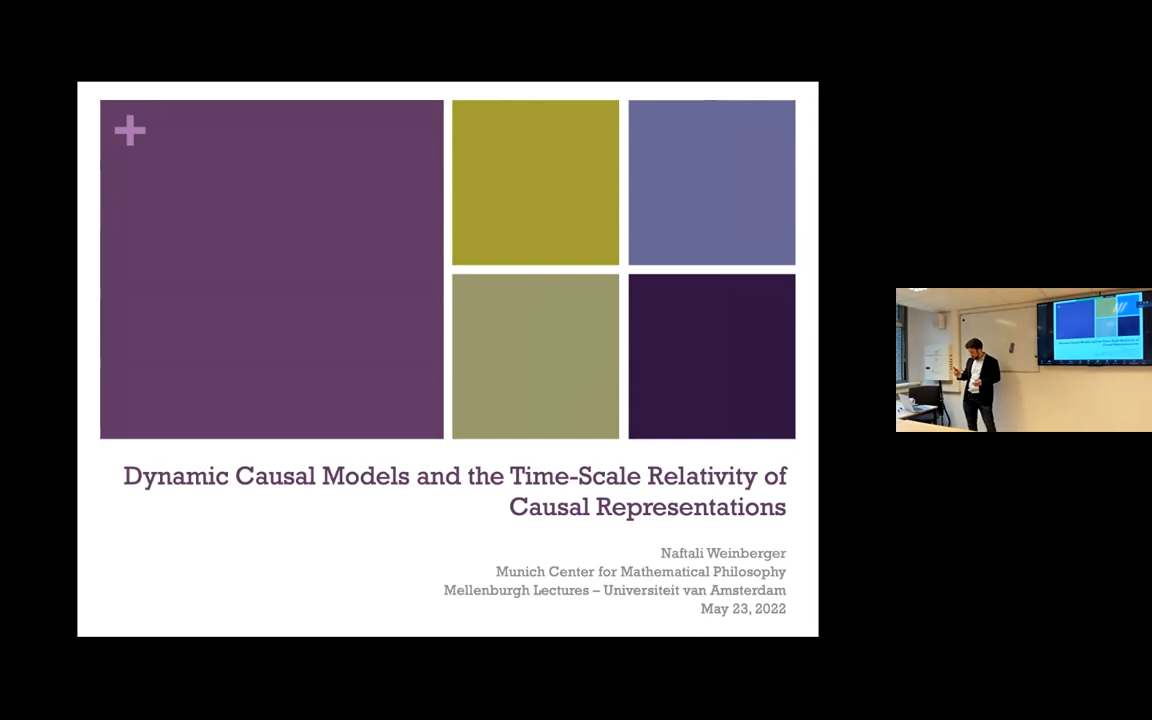 Dynamic Causal Models and the Time-Scale Relativity of
Causal Representations
Naftali Weinberger
Munich Center for Mathematical Philosophy
Mellenburgh Lectures – Universiteit van Amsterdam
May 23, 2022